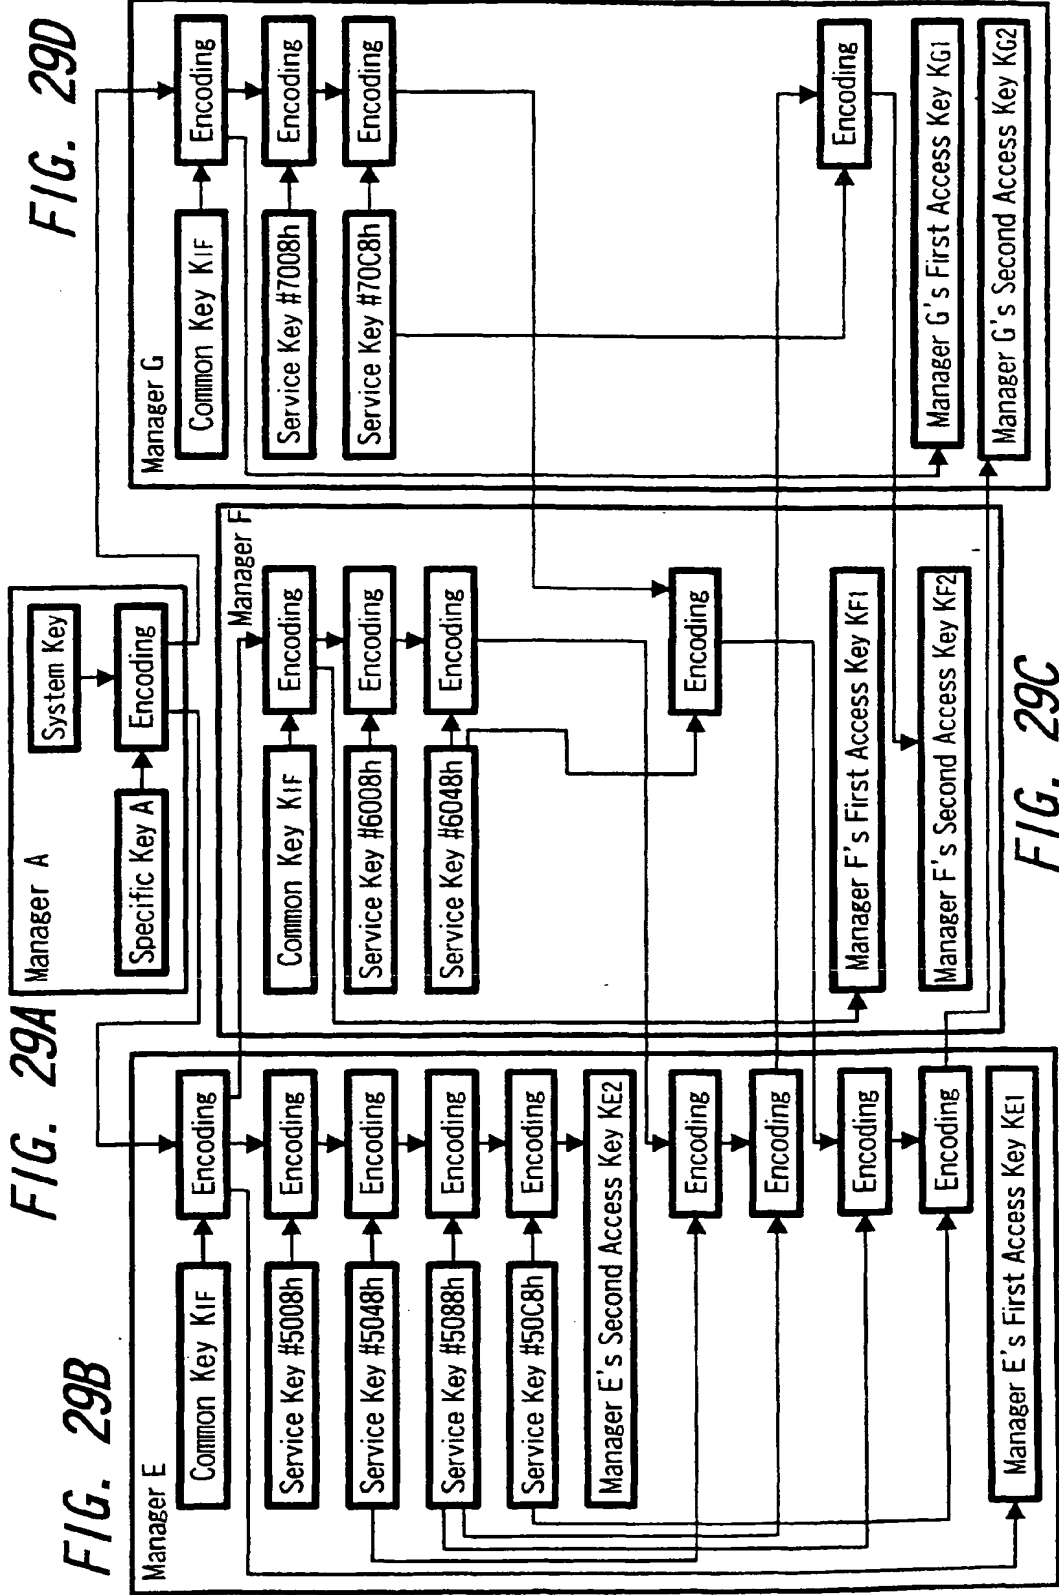 FIG. 29A
Manager A
System Key
Specific Key A
Encoding
FIG. 29B
Manager E
Common Key KIF
Encoding
Service Key #5008h
Encoding
Service Key #5048h
Encoding
Service Key #5088h
Encoding
Service Key #50C8h
Encoding
Manager E's Second Access Key KE2
Encoding
Encoding
Encoding
Encoding
Manager E's First Access Key KE1
FIG. 29C
Manager F
Common Key KIF
Encoding
Service Key #6008h
Encoding
Service Key #6048h
Encoding
Encoding
Manager F's First Access Key KF1
Manager F's Second Access Key KF2
FIG. 29D
Manager G
Common Key KIF
Encoding
Service Key #7008h
Encoding
Service Key #70C8h
Encoding
Encoding
Manager G's First Access Key KG1
Manager G's Second Access Key KG2